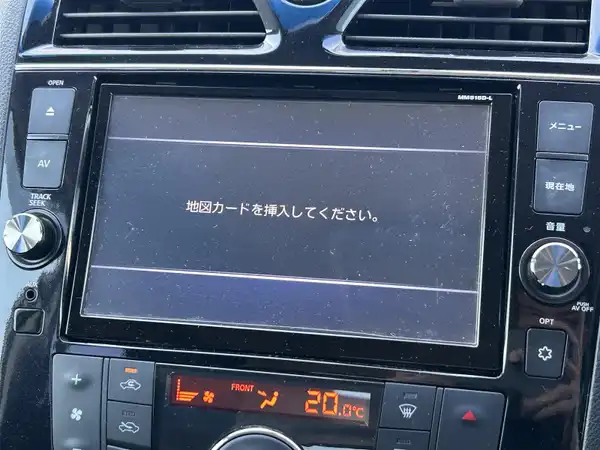 OPEN
MM516D-L
AV
メニュー
TRACK
SEEK
現在地
地図カードを挿入してください。
音量
PUSH
AV OFF
OPT
FRONT
20.0℃